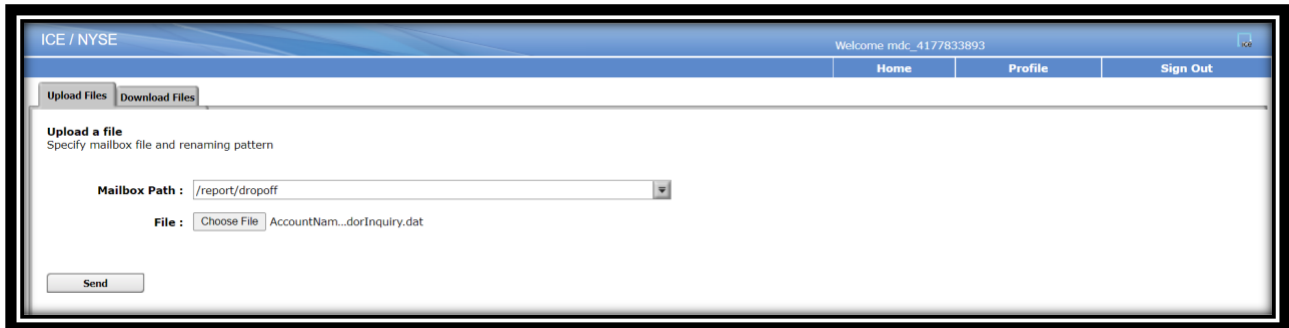 ICE / NYSE
Welcome mdc_4177833893
ice
Home Profile Sign Out
Upload Files Download Files
Upload a file
Specify mailbox file and renaming pattern
Mailbox Path : /report/dropoff
File : Choose File AccountNam...dorInquiry.dat
Send